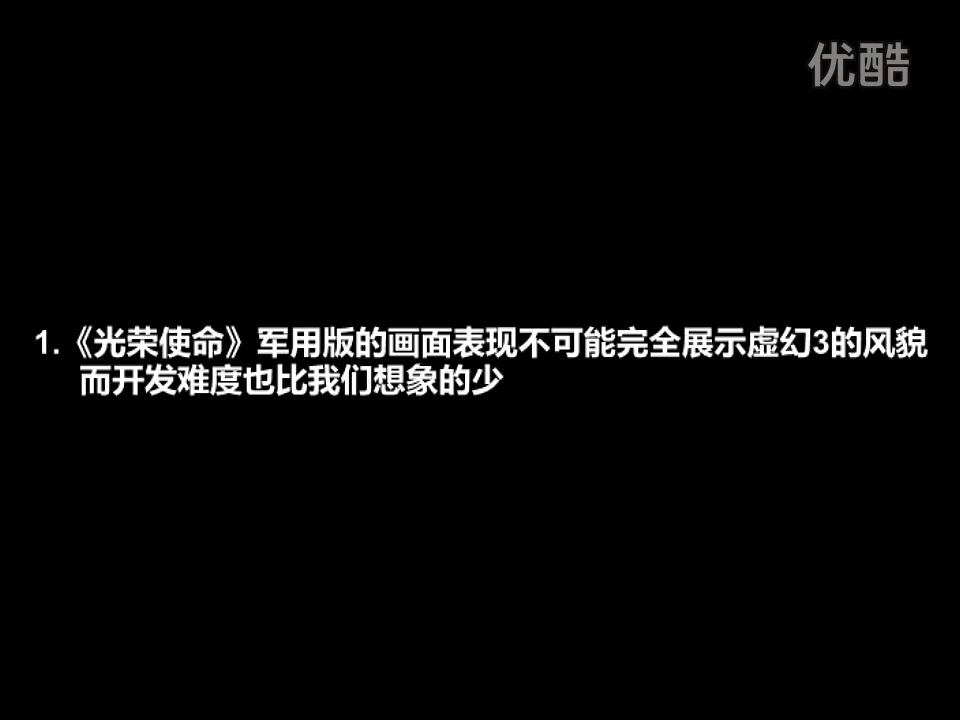 优酷
1.《光荣使命》军用版的画面表现不可能完全展示虚幻3的风貌
而开发难度也比我们想象的少